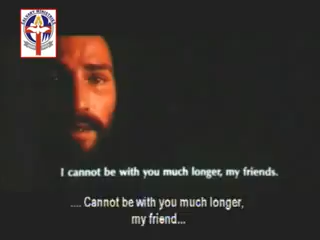 I cannot be with you much longer, my friends.
.... Cannot be with you much longer,
my friend...